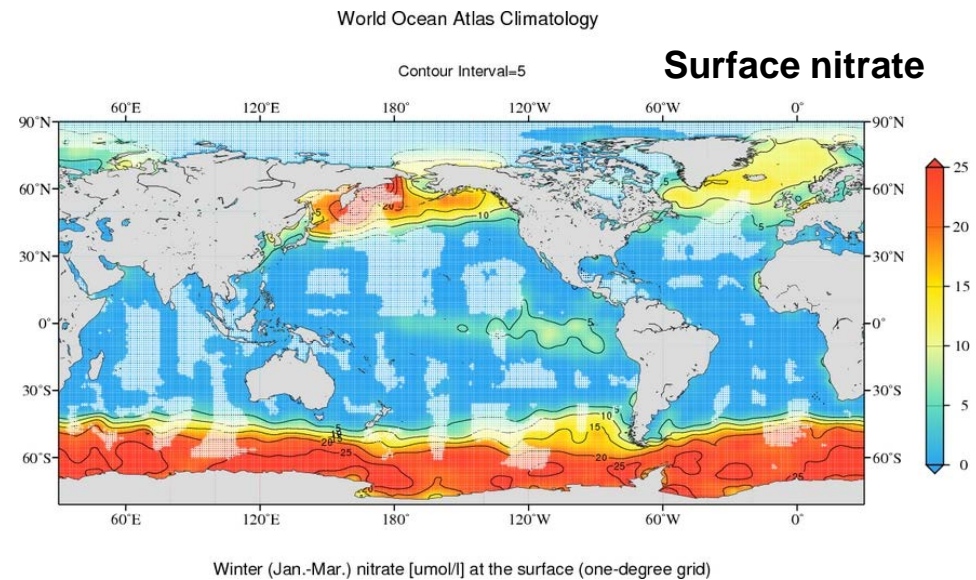 World Ocean Atlas Climatology
Contour Interval=5
Surface nitrate
60°E 120°E 180° 120°W 60°W 0°
90°N 90°N
60°N 60°N
30°N 30°N
0° 0°
30°S 30°S
60°S 60°S
25
20
15
10
5
0
60°E 120°E 180° 120°W 60°W 0°
Winter (Jan.-Mar.) nitrate [umol/l] at the surface (one-degree grid)